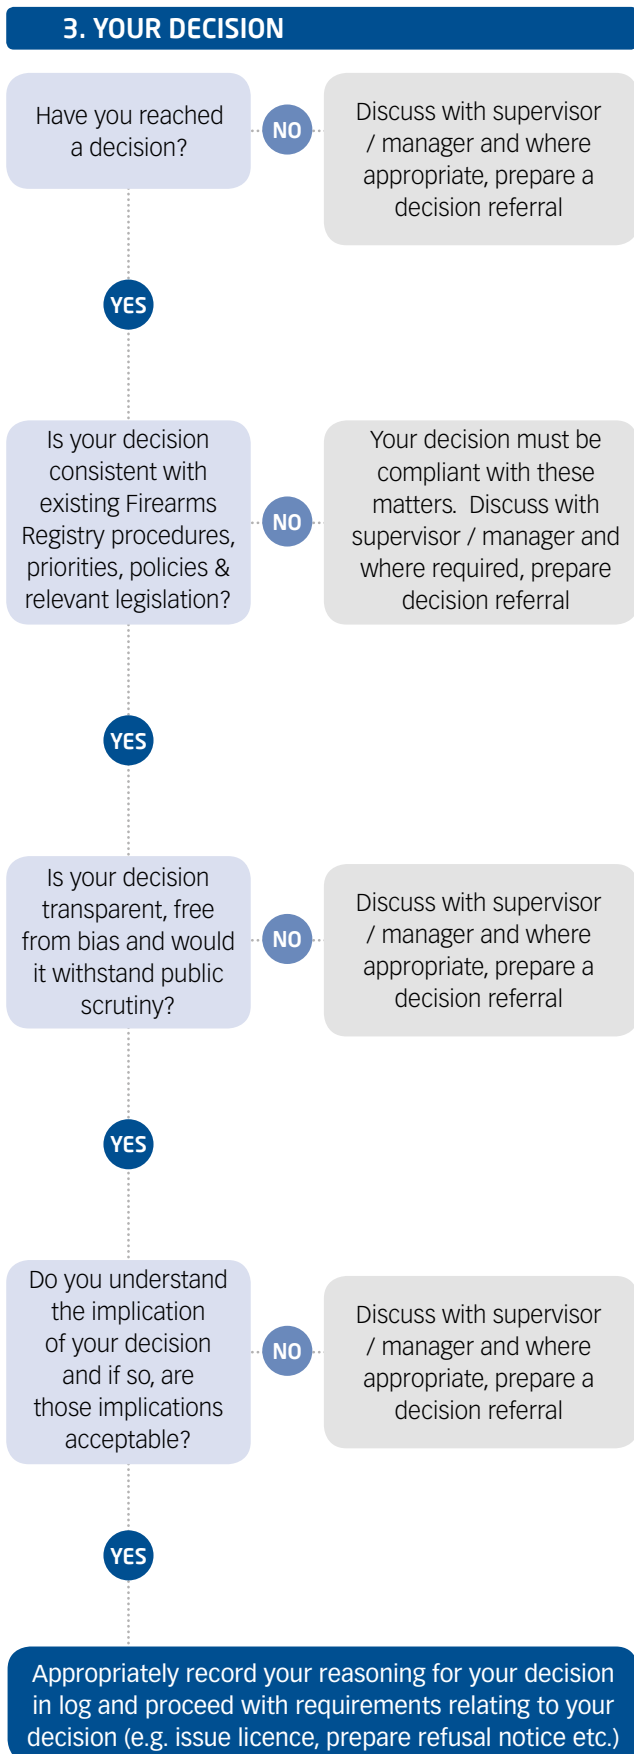 3. YOUR DECISION
Have you reached
a decision?
NO
Discuss with supervisor
/ manager and where
appropriate, prepare a
decision referral
YES
Is your decision
consistent with
existing Firearms
Registry procedures,
priorities, policies &
relevant legislation?
NO
Your decision must be
compliant with these
matters.  Discuss with
supervisor / manager and
where required, prepare
decision referral
YES
Is your decision
transparent, free
from bias and would
it withstand public
scrutiny?
NO
Discuss with supervisor
/ manager and where
appropriate, prepare a
decision referral
YES
Do you understand
the implication
of your decision
and if so, are
those implications
acceptable?
NO
Discuss with supervisor
/ manager and where
appropriate, prepare a
decision referral
YES
Appropriately record your reasoning for your decision
in log and proceed with requirements relating to your
decision (e.g. issue licence, prepare refusal notice etc.)